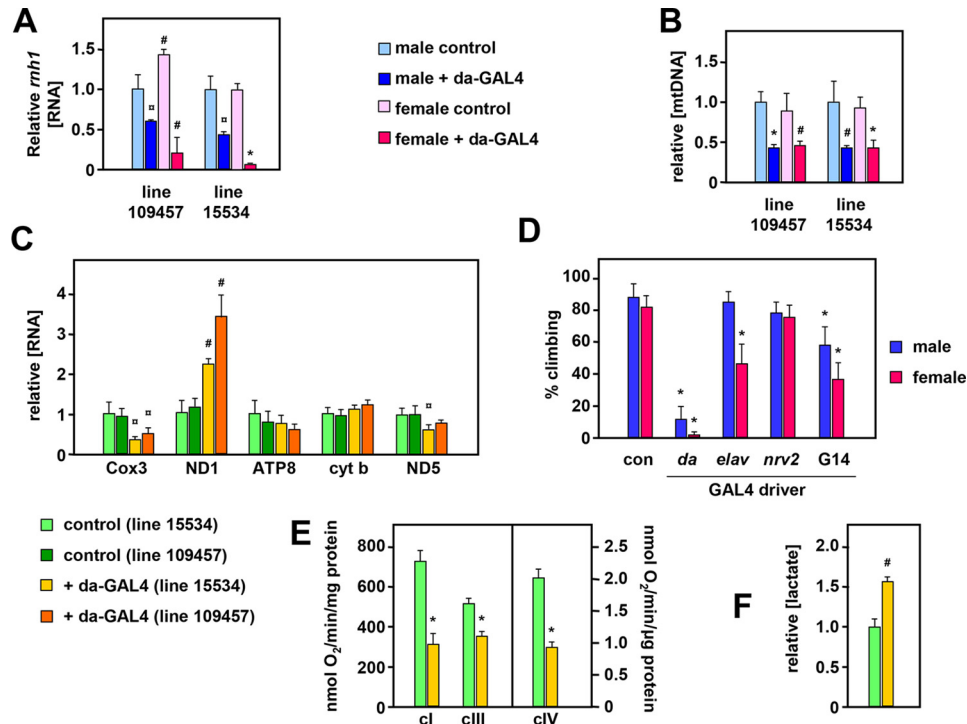 A
Relative rnh1
[RNA]
1.5
1.0
0.5
0
¤
#
#
¤
*
line
109457
line
15534
male control
male + da-GAL4
female control
female + da-GAL4
B
relative [mtDNA]
1.5
1.0
0.5
0
*
#
#
*
line
109457
line
15534
C
relative [RNA]
4
3
2
1
0
¤
¤
#
#
¤
Cox3
ND1
ATP8
cyt b
ND5
D
% climbing
100
80
60
40
20
0
*
*
*
*
*
con
da
elav
nrv2
G14
GAL4 driver
male
female
control (line 15534)
control (line 109457)
+ da-GAL4 (line 15534)
+ da-GAL4 (line 109457)
E
nmol O2/min/mg protein
800
600
400
200
0
*
*
*
cI
cIII
cIV
2.5
2.0
1.5
1.0
0.5
0
nmol O2/min/µg protein
F
relative [lactate]
2.0
1.5
1.0
0.5
0
#